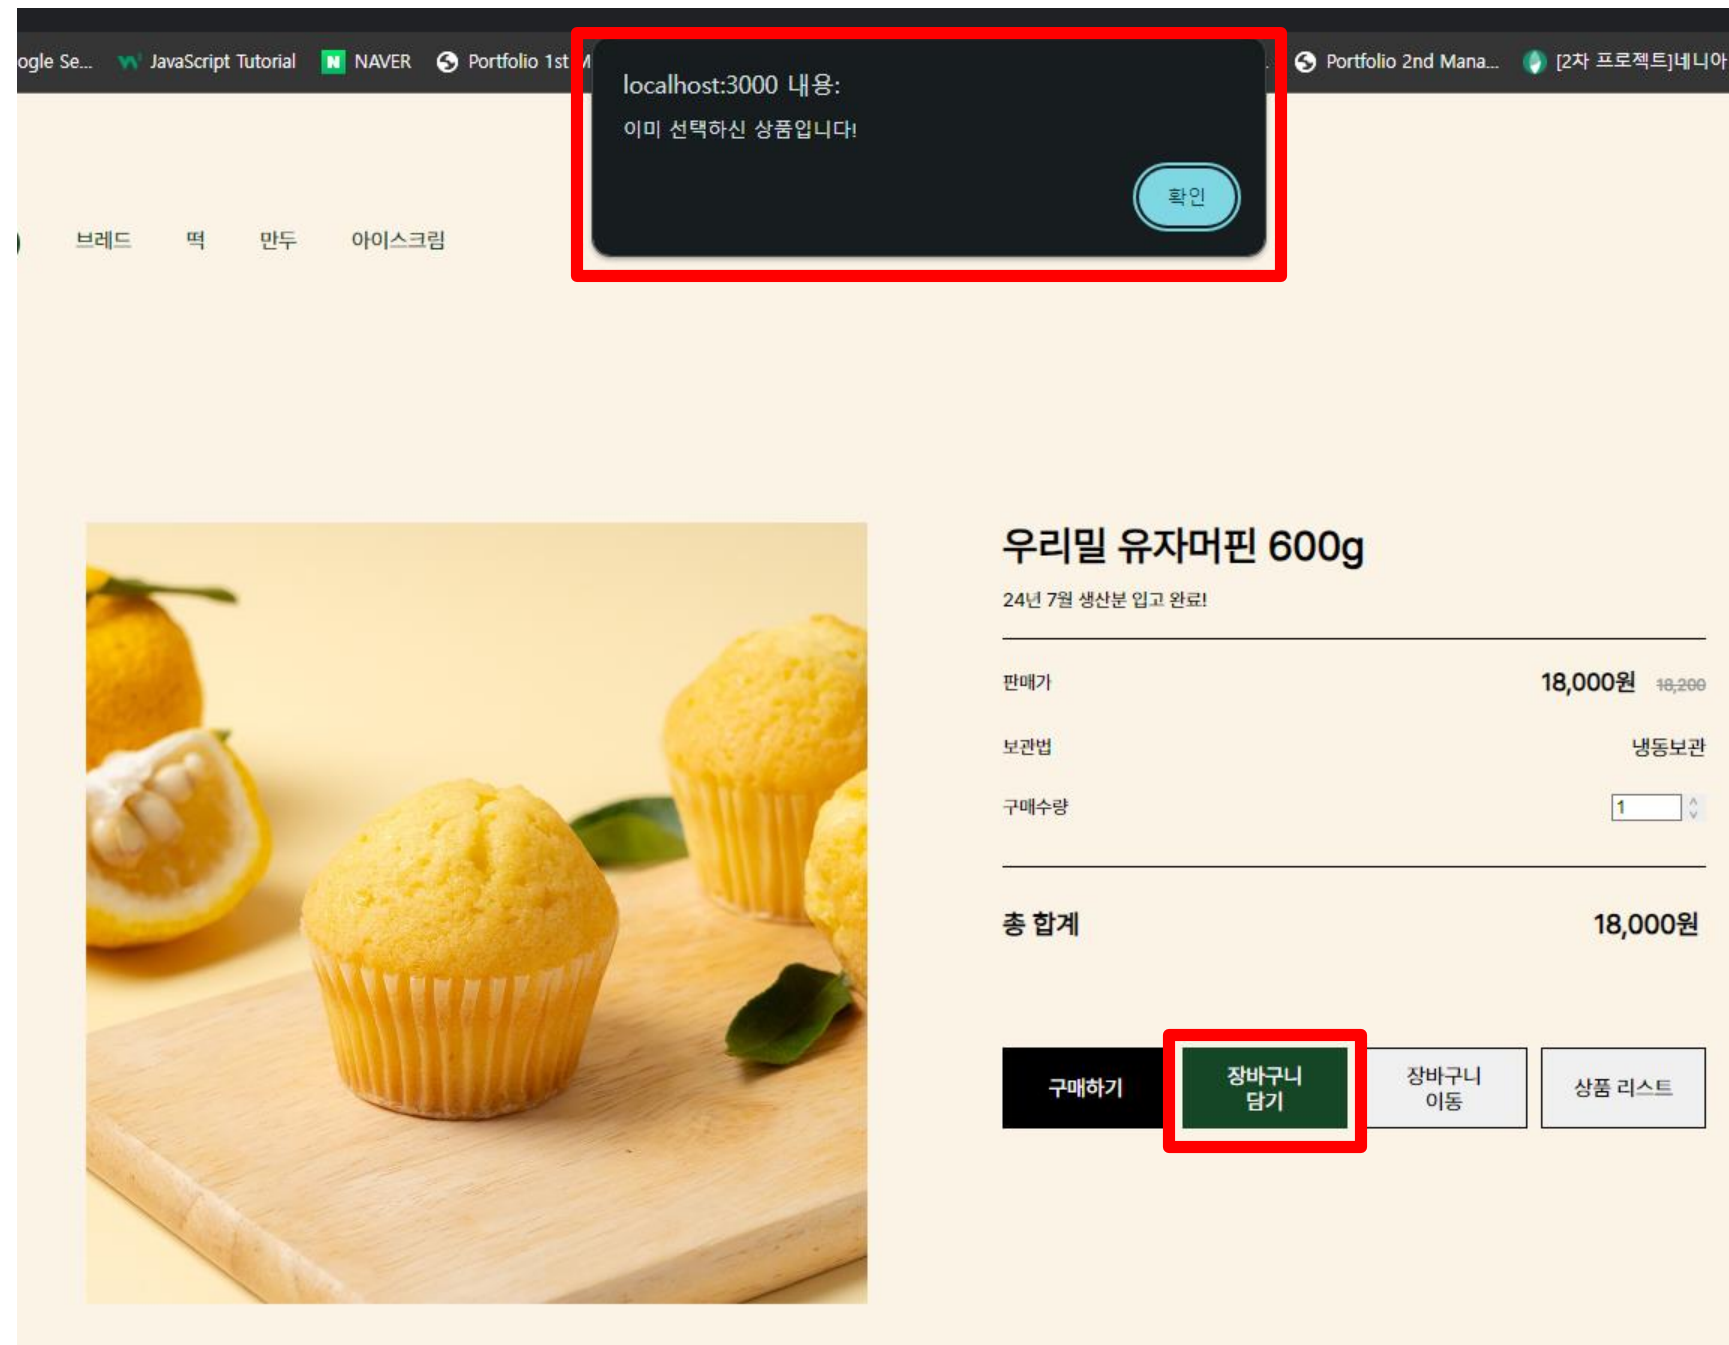 ogle Se...
JavaScript Tutorial
NAVER
Portfolio 1st M
Portfolio 2nd Mana...
[2차 프로젝트]네니아
localhost:3000 내용:
이미 선택하신 상품입니다!
확인
브레드
떡
만두
아이스크림
우리밀 유자머핀 600g
24년 7월 생산분 입고 완료!
판매가
18,000원 18,200
보관법
냉동보관
구매수량
1
총 합계
18,000원
구매하기
장바구니
담기
장바구니
이동
상품 리스트